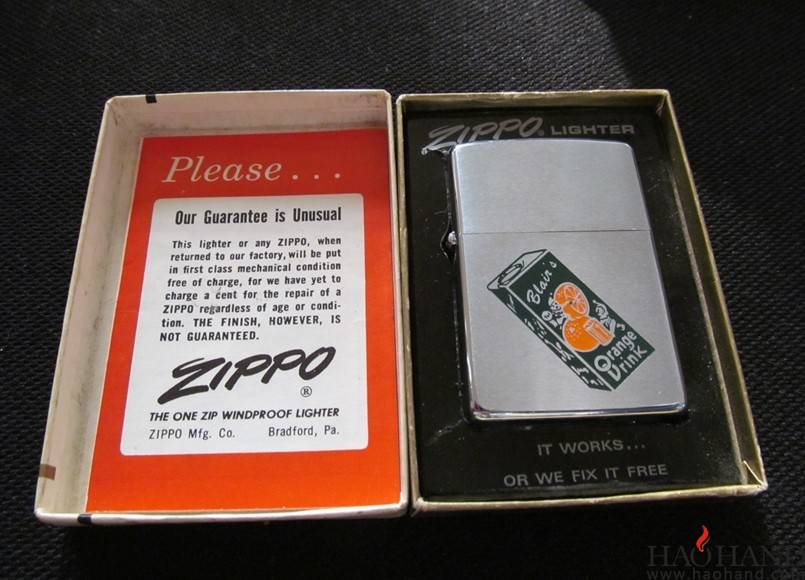 Please...
Our Guarantee is Unusual
This lighter or any ZIPPO, when
returned to our factory, will be put
in first class mechanical condition
free of charge, for we have yet to
charge a cent for the repair of a
ZIPPO regardless of age or condi-
tion. THE FINISH, HOWEVER, IS
NOT GUARANTEED.
ZIPPO
®
THE ONE ZIP WINDPROOF LIGHTER
ZIPPO Mfg. Co. Bradford, Pa.
ZIPPO® LIGHTER
Blair's
Orange
Drink
IT WORKS...
OR WE FIX IT FREE
HAOHAND
www.haohand.com